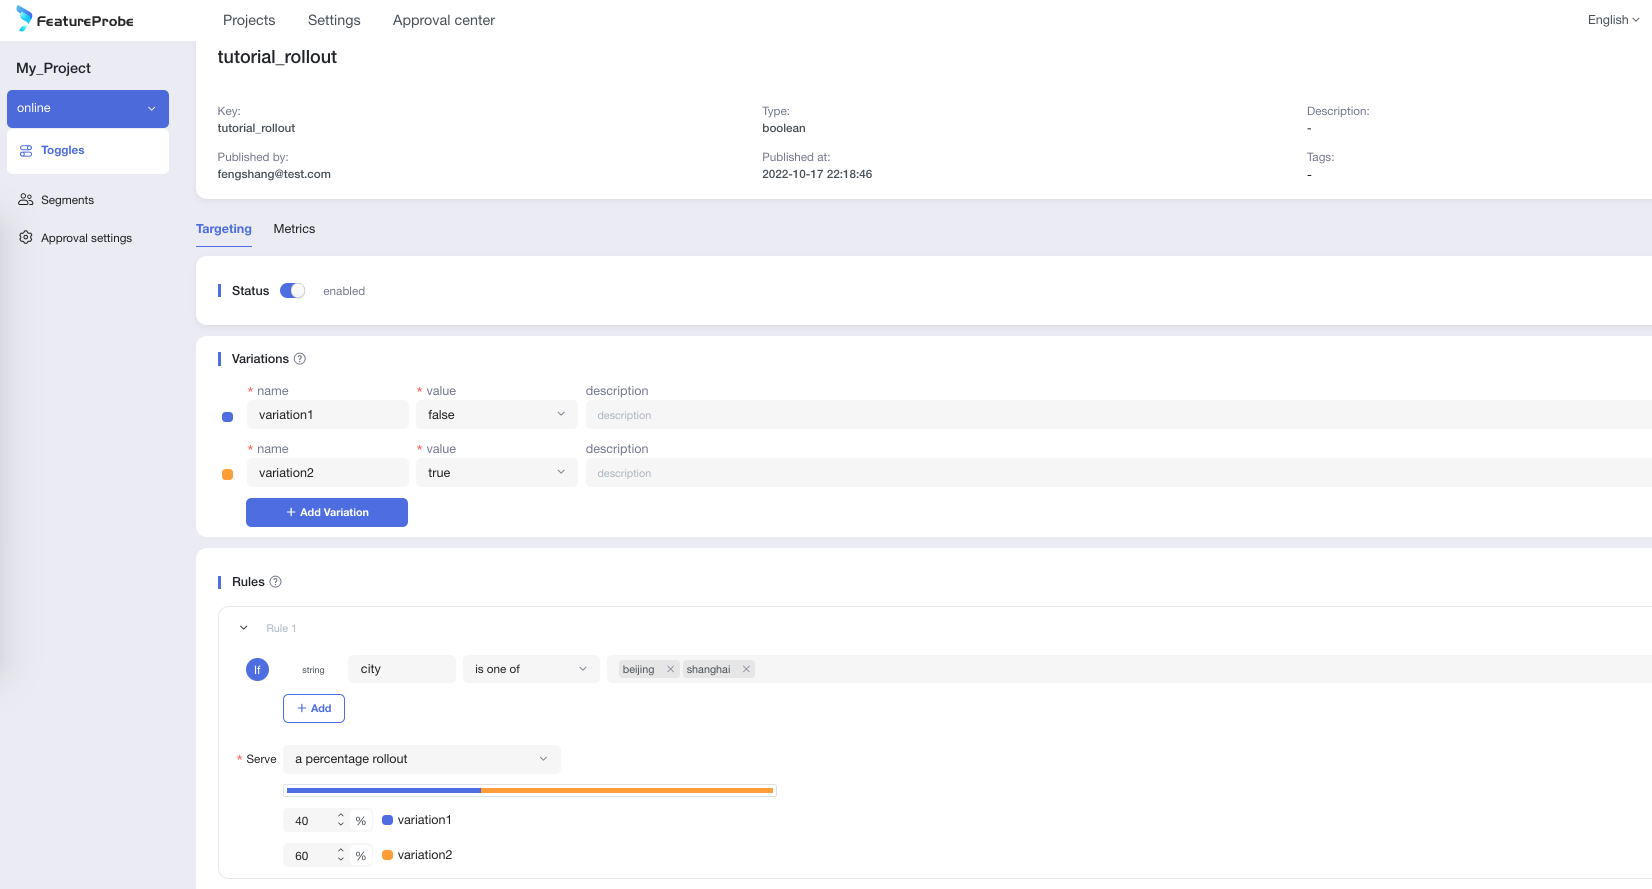 FeatureProbe
Projects Settings Approval center English
My_Project
online
Toggles
Segments
Approval settings
tutorial_rollout
Key: Type: Description:
tutorial_rollout boolean -
Published by: Published at: Tags:
fengshang@test.com 2022-10-17 22:18:46 -
Targeting Metrics
Status enabled
Variations ?
* name * value description
variation1 false description
* name * value description
variation2 true description
+ Add Variation
Rules ?
Rule 1
If string city is one of beijing × shanghai ×
+ Add
* Serve a percentage rollout
40 % variation1
60 % variation2